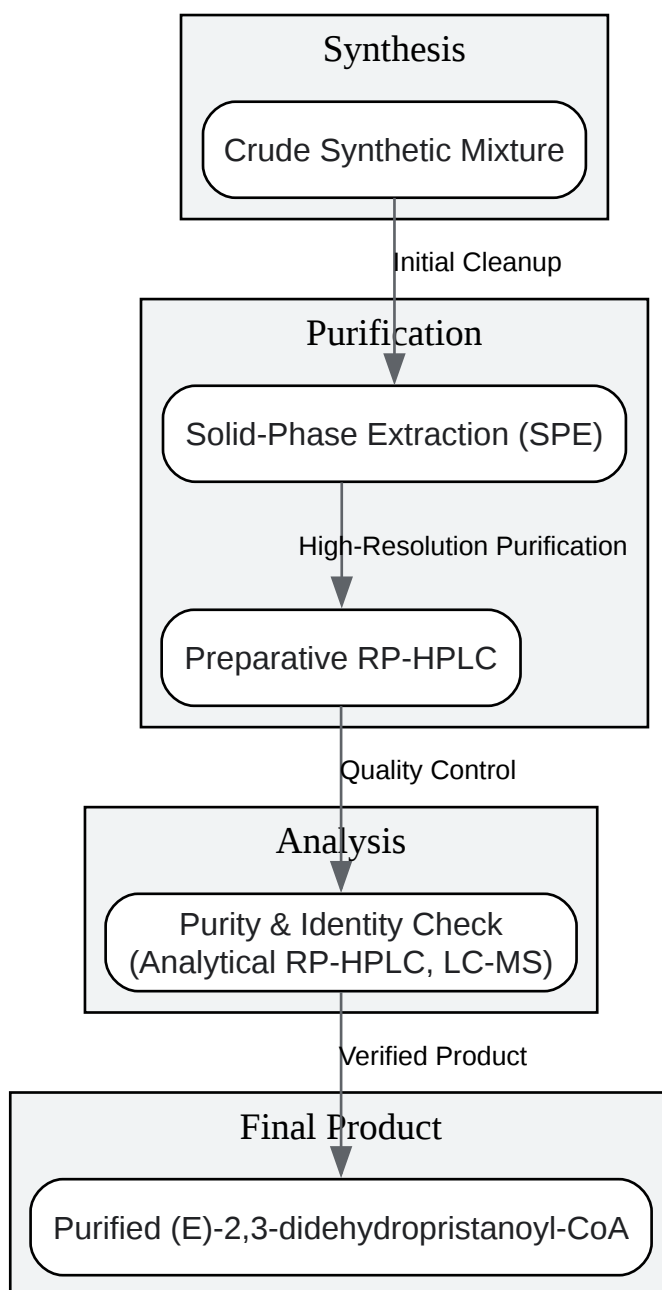 Synthesis
Crude Synthetic Mixture
Initial Cleanup
Purification
Solid-Phase Extraction (SPE)
High-Resolution Purification
Preparative RP-HPLC
Quality Control
Analysis
Purity & Identity Check
(Analytical RP-HPLC, LC-MS)
Verified Product
Final Product
Purified (E)-2,3-didehydropristanoyl-CoA